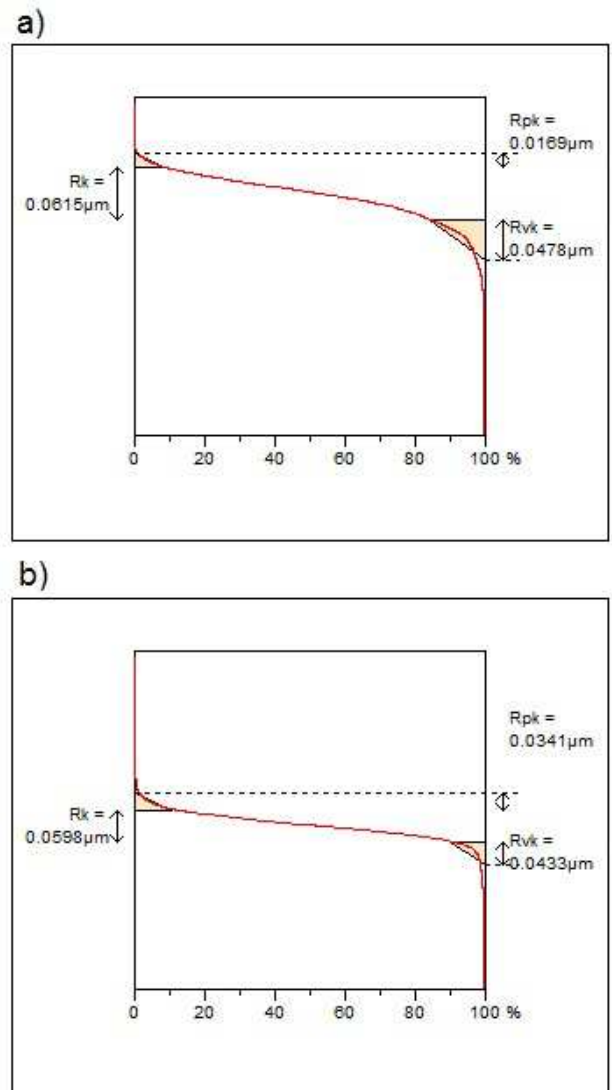 a)
Rpk =
0.0169µm
Rk =
0.0615µm
Rvk =
0.0478µm
0 20 40 60 80 100 %
b)
Rpk =
0.0341µm
Rk =
0.0598µm
Rvk =
0.0433µm
0 20 40 60 80 100 %